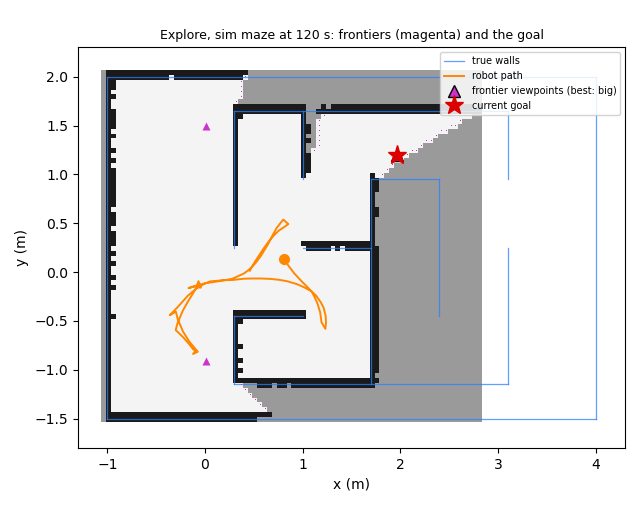 Explore, sim maze at 120 s: frontiers (magenta) and the goal
true walls
robot path
frontier viewpoints (best: big)
current goal
2.0
1.5
1.0
0.5
0.0
−0.5
−1.0
−1.5
y (m)
−1 0 1 2 3 4
x (m)